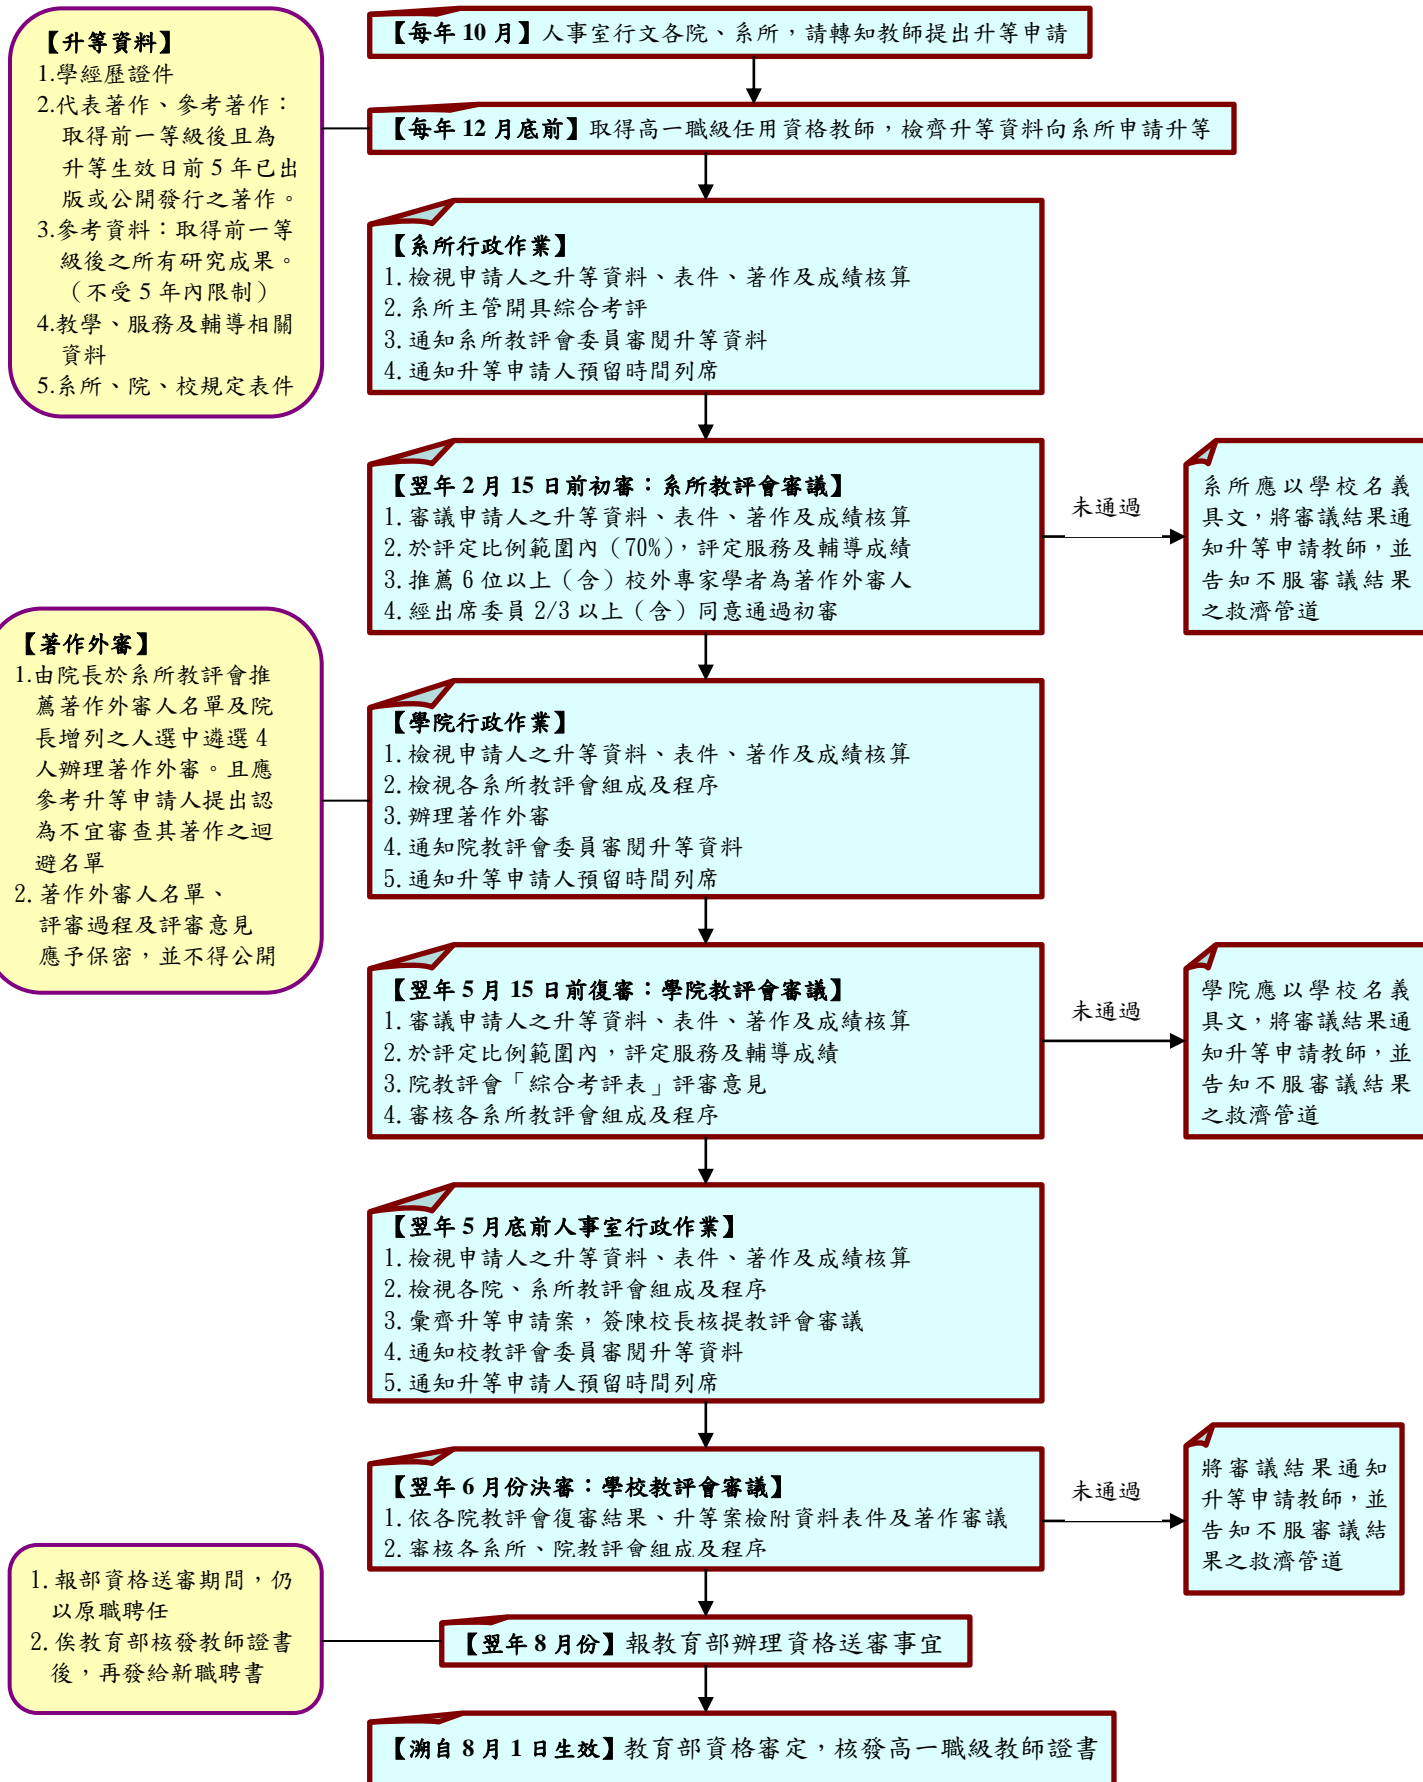 【升等資料】
1.學經歷證件
2.代表著作、參考著作：
取得前一等級後且為
升等生效日前 5 年已出
版或公開發行之著作。
3.參考資料：取得前一等
級後之所有研究成果。
（不受 5 年內限制）
4.教學、服務及輔導相關
資料
5.系所、院、校規定表件
【每年 10 月】人事室行文各院、系所，請轉知教師提出升等申請
【每年 12 月底前】取得高一職級任用資格教師，檢齊升等資料向系所申請升等
【系所行政作業】
1.檢視申請人之升等資料、表件、著作及成績核算
2.系所主管開具綜合考評
3.通知系所教評會委員審閱升等資料
4.通知升等申請人預留時間列席
【翌年 2 月 15 日前初審：系所教評會審議】
1.審議申請人之升等資料、表件、著作及成績核算
2.於評定比例範圍內（70%），評定服務及輔導成績
3.推薦 6 位以上（含）校外專家學者為著作外審人
4.經出席委員 2/3 以上（含）同意通過初審
未通過
系所應以學校名義
具文，將審議結果通
知升等申請教師，並
告知不服審議結果
之救濟管道
【著作外審】
1.由院長於系所教評會推
薦著作外審人名單及院
長增列之人選中遴選 4
人辦理著作外審。且應
參考升等申請人提出認
為不宜審查其著作之迴
避名單
2.著作外審人名單、
評審過程及評審意見
應予保密，並不得公開
【學院行政作業】
1.檢視申請人之升等資料、表件、著作及成績核算
2.檢視各系所教評會組成及程序
3.辦理著作外審
4.通知院教評會委員審閱升等資料
5.通知升等申請人預留時間列席
【翌年 5 月 15 日前復審：學院教評會審議】
1.審議申請人之升等資料、表件、著作及成績核算
2.於評定比例範圍內，評定服務及輔導成績
3.院教評會「綜合考評表」評審意見
4.審核各系所教評會組成及程序
未通過
學院應以學校名義
具文，將審議結果通
知升等申請教師，並
告知不服審議結果
之救濟管道
【翌年 5 月底前人事室行政作業】
1.檢視申請人之升等資料、表件、著作及成績核算
2.檢視各院、系所教評會組成及程序
3.彙齊升等申請案，簽陳校長核提教評會審議
4.通知校教評會委員審閱升等資料
5.通知升等申請人預留時間列席
【翌年 6 月份決審：學校教評會審議】
1.依各院教評會復審結果、升等案檢附資料表件及著作審議
2.審核各系所、院教評會組成及程序
未通過
將審議結果通知
升等申請教師，並
告知不服審議結
果之救濟管道
1.報部資格送審期間，仍
以原職聘任
2.俟教育部核發教師證書
後，再發給新職聘書
【翌年 8 月份】報教育部辦理資格送審事宜
【溯自 8 月 1 日生效】教育部資格審定，核發高一職級教師證書